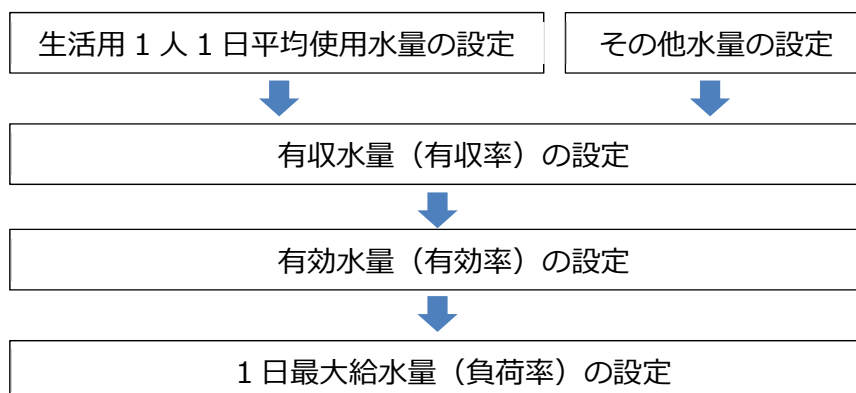 生活用1人1日平均使用水量の設定
その他水量の設定
有収水量（有収率）の設定
有効水量（有効率）の設定
1日最大給水量（負荷率）の設定